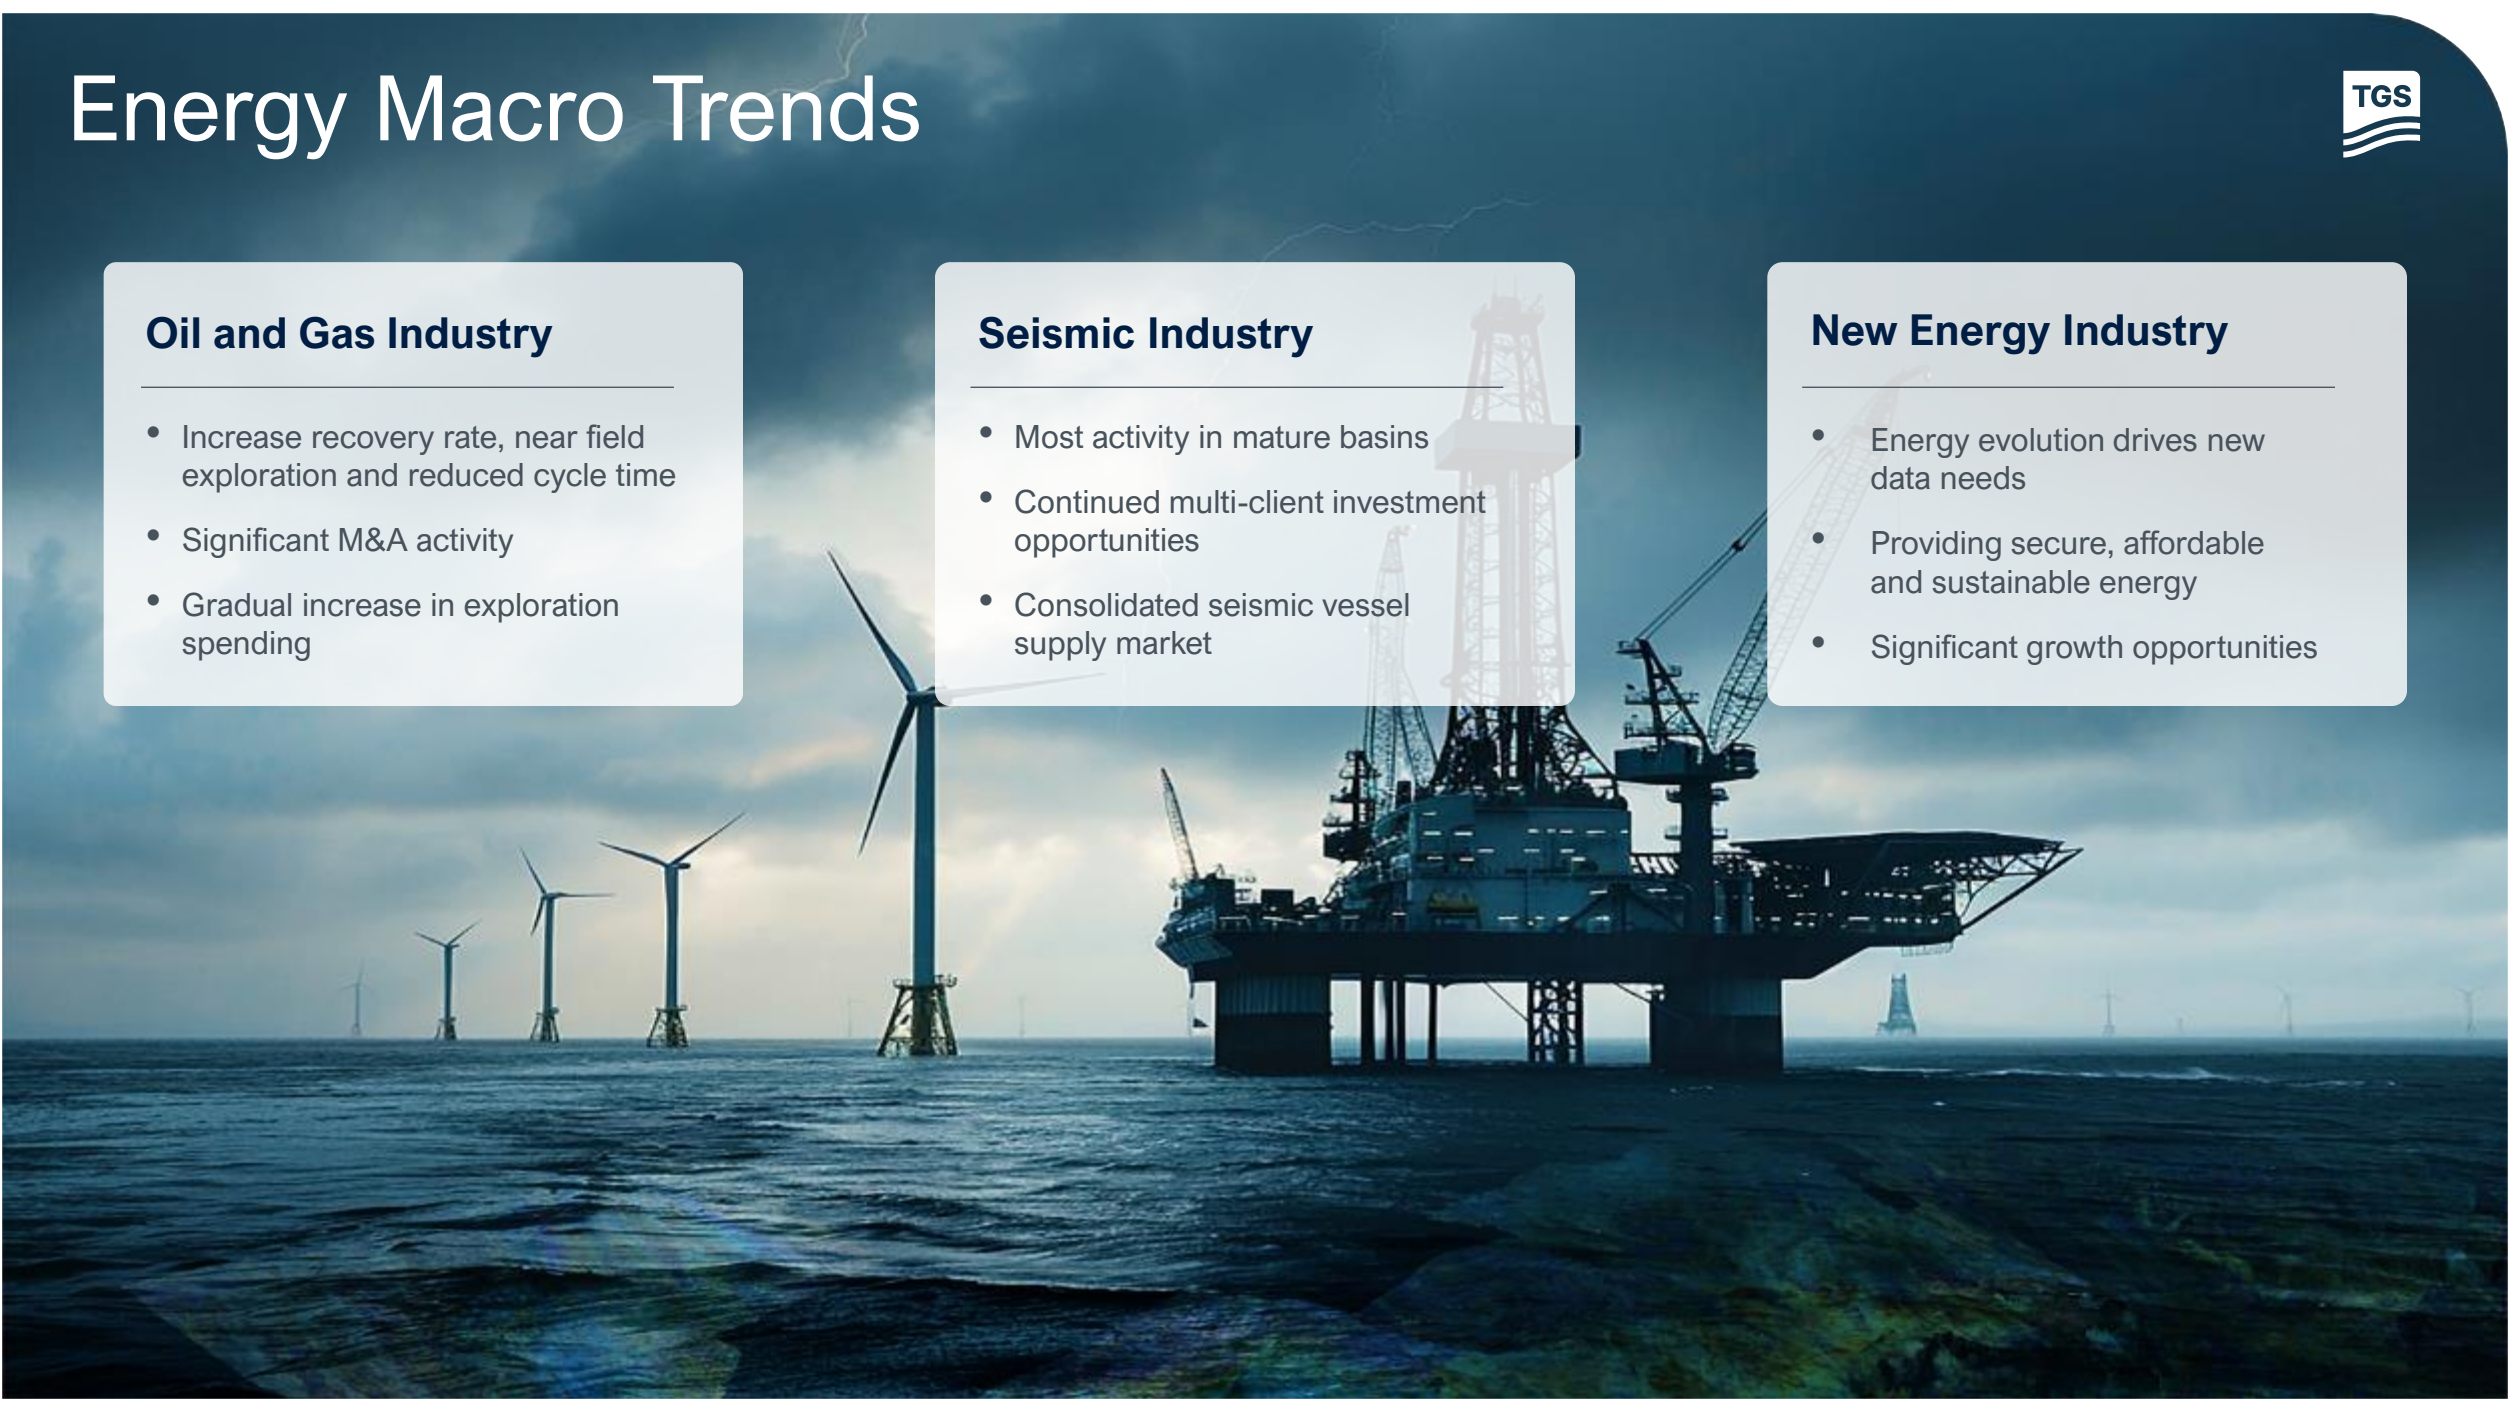 Energy Macro Trends
TGS
Oil and Gas Industry
• Increase recovery rate, near field
exploration and reduced cycle time
• Significant M&A activity
• Gradual increase in exploration
spending
Seismic Industry
• Most activity in mature basins
• Continued multi-client investment
opportunities
• Consolidated seismic vessel
supply market
New Energy Industry
• Energy evolution drives new
data needs
• Providing secure, affordable
and sustainable energy
• Significant growth opportunities